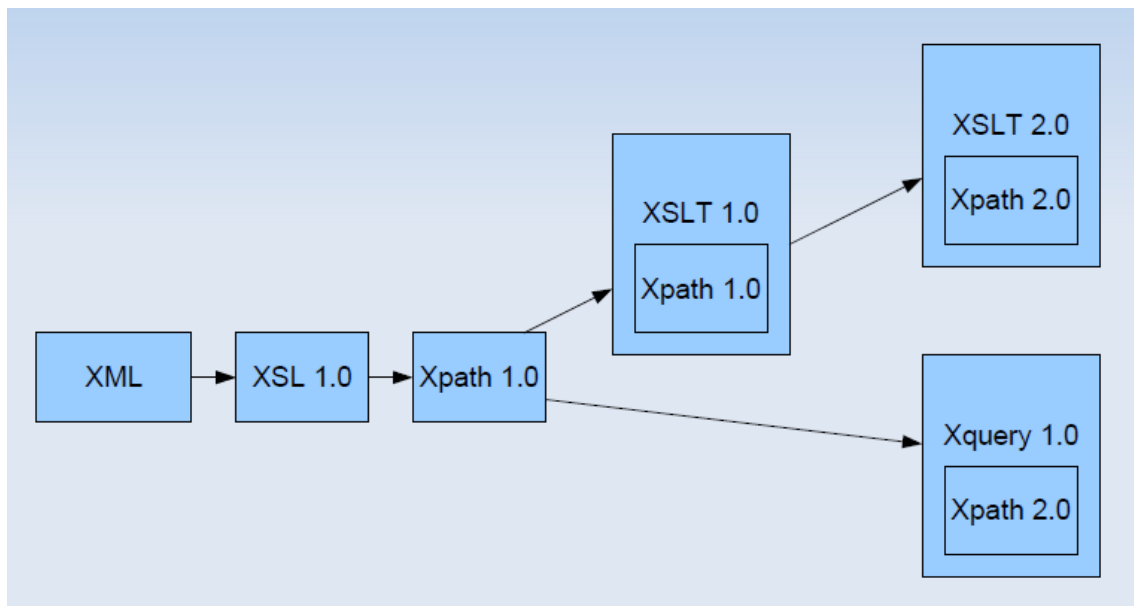 XML
XSL 1.0
Xpath 1.0
XSLT 1.0
Xpath 1.0
XSLT 2.0
Xpath 2.0
Xquery 1.0
Xpath 2.0